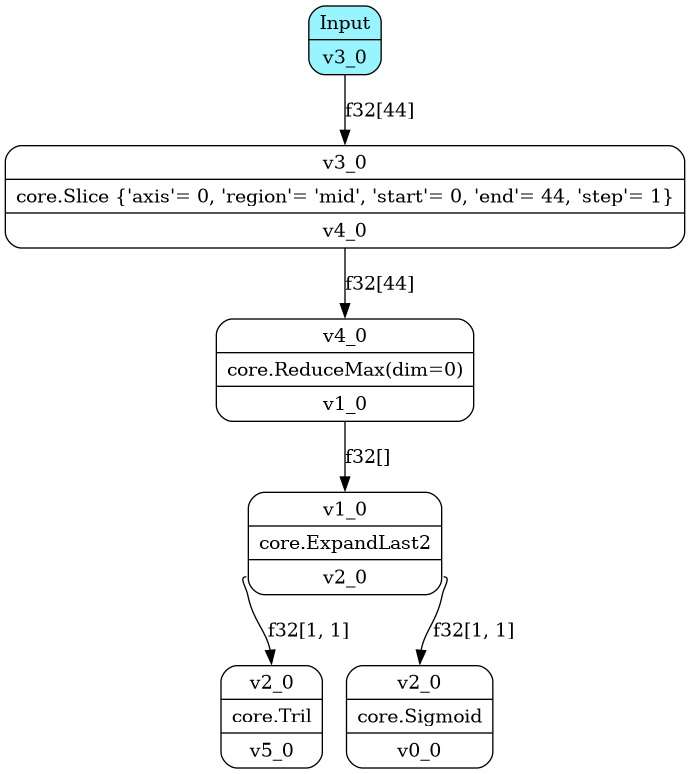 Input
v3_0
f32[44]
v3_0
core.Slice {'axis'= 0, 'region'= 'mid', 'start'= 0, 'end'= 44, 'step'= 1}
v4_0
f32[44]
v4_0
core.ReduceMax(dim=0)
v1_0
f32[]
v1_0
core.ExpandLast2
v2_0
f32[1, 1]
f32[1, 1]
v2_0
core.Tril
v5_0
v2_0
core.Sigmoid
v0_0